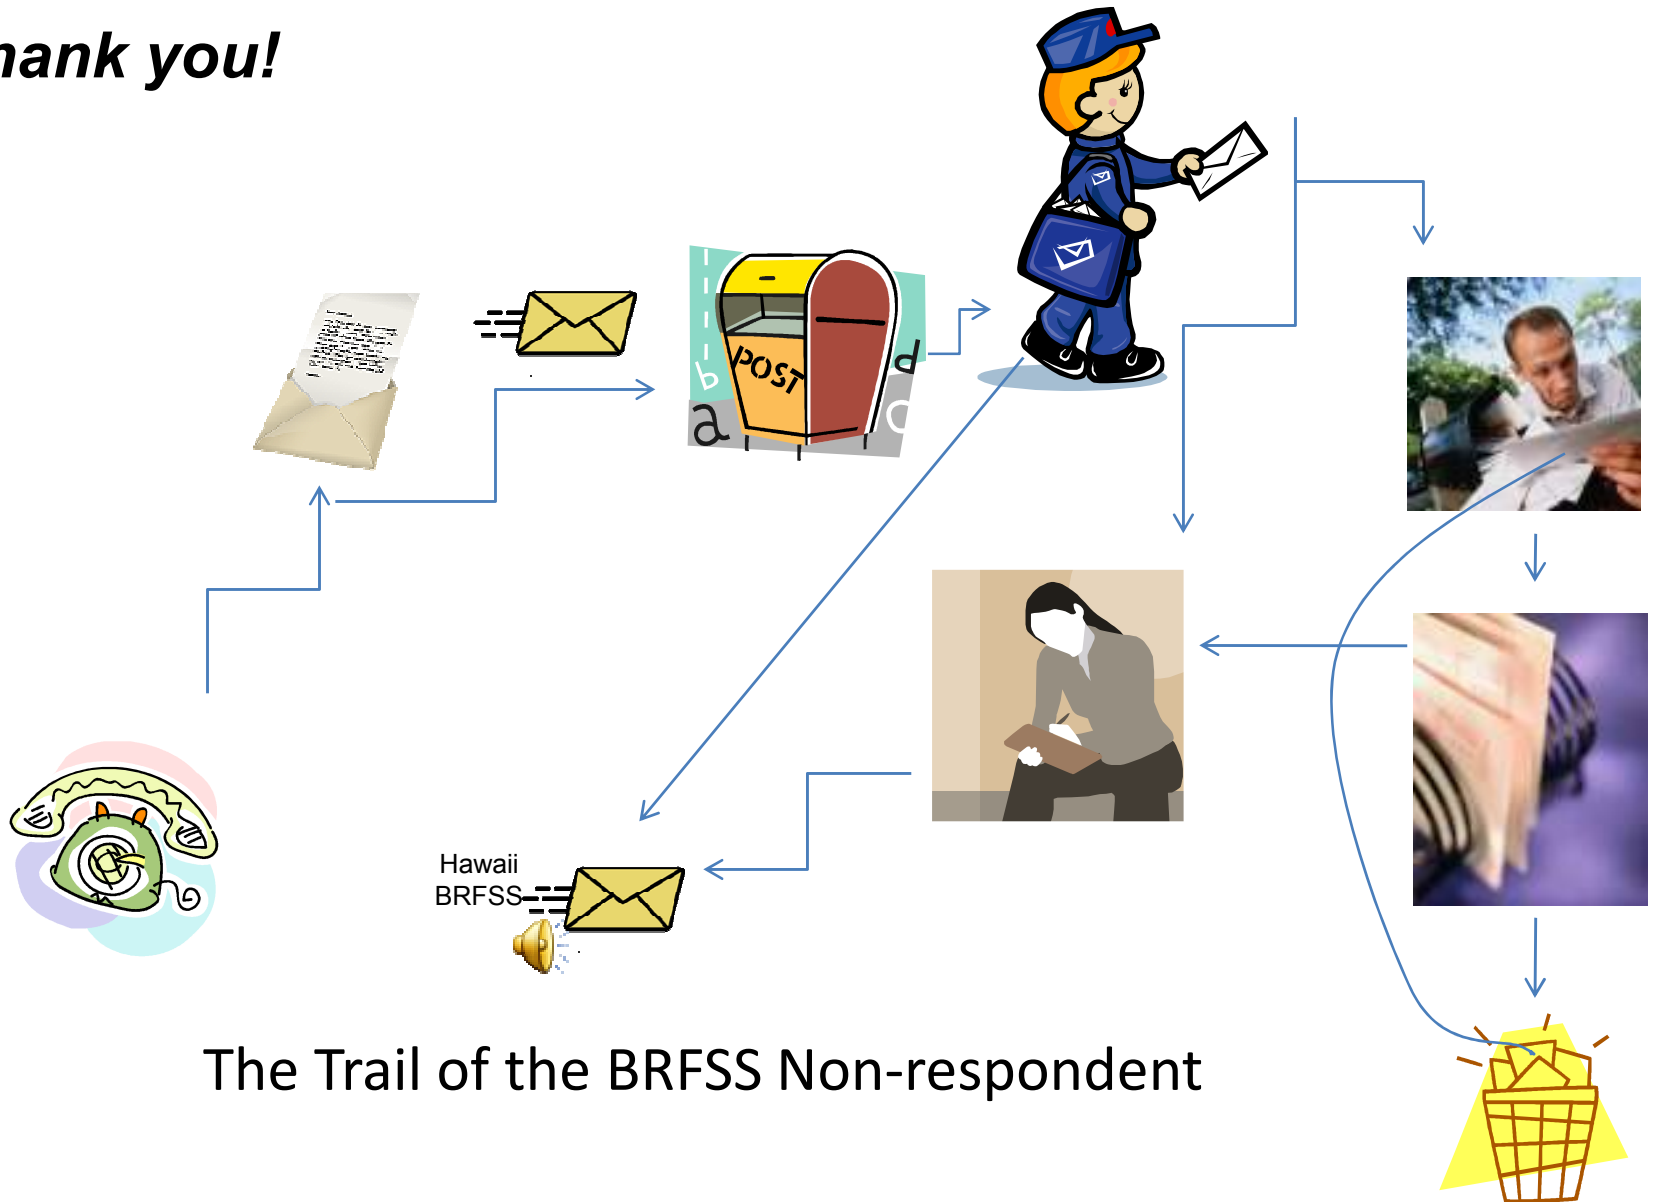 hank you!
POST
b
d
a
c
Hawaii
BRFSS
The Trail of the BRFSS Non-respondent